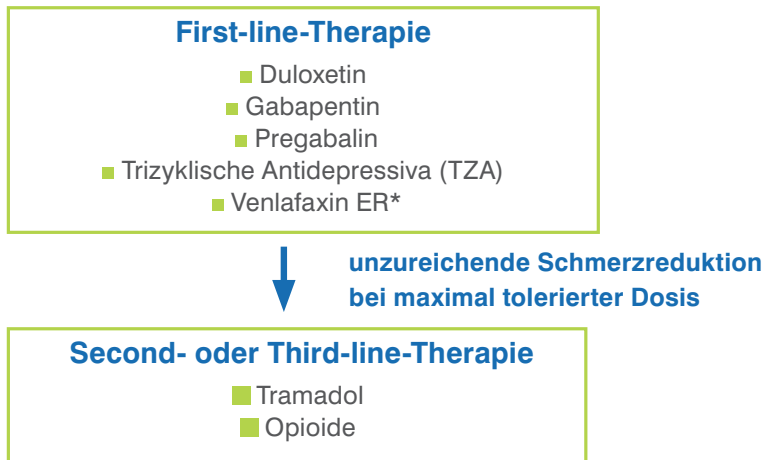 First-line-Therapie
Duloxetin
Gabapentin
Pregabalin
Trizyklische Antidepressiva (TZA)
Venlafaxin ER*
unzureichende Schmerzreduktion
bei maximal tolerierter Dosis
Second- oder Third-line-Therapie
Tramadol
Opioide